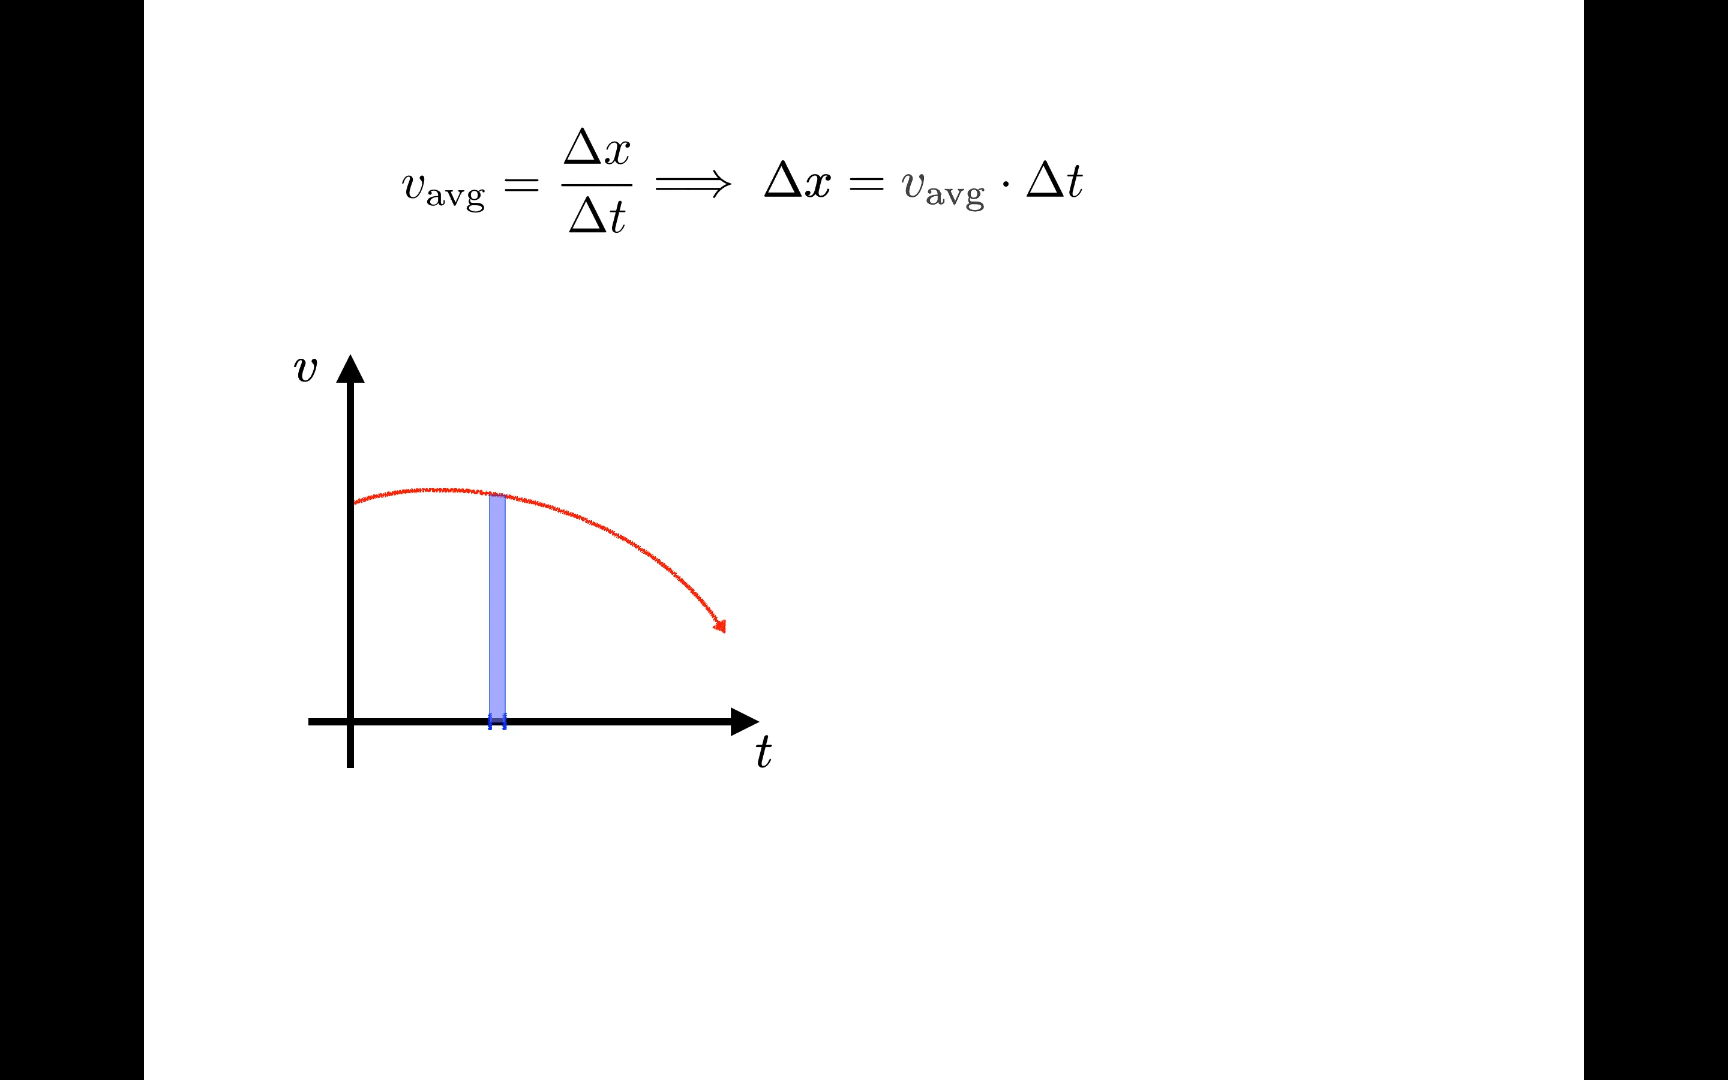 v_avg = Δx/Δt ⟹ Δx = v_avg · Δt
v
t